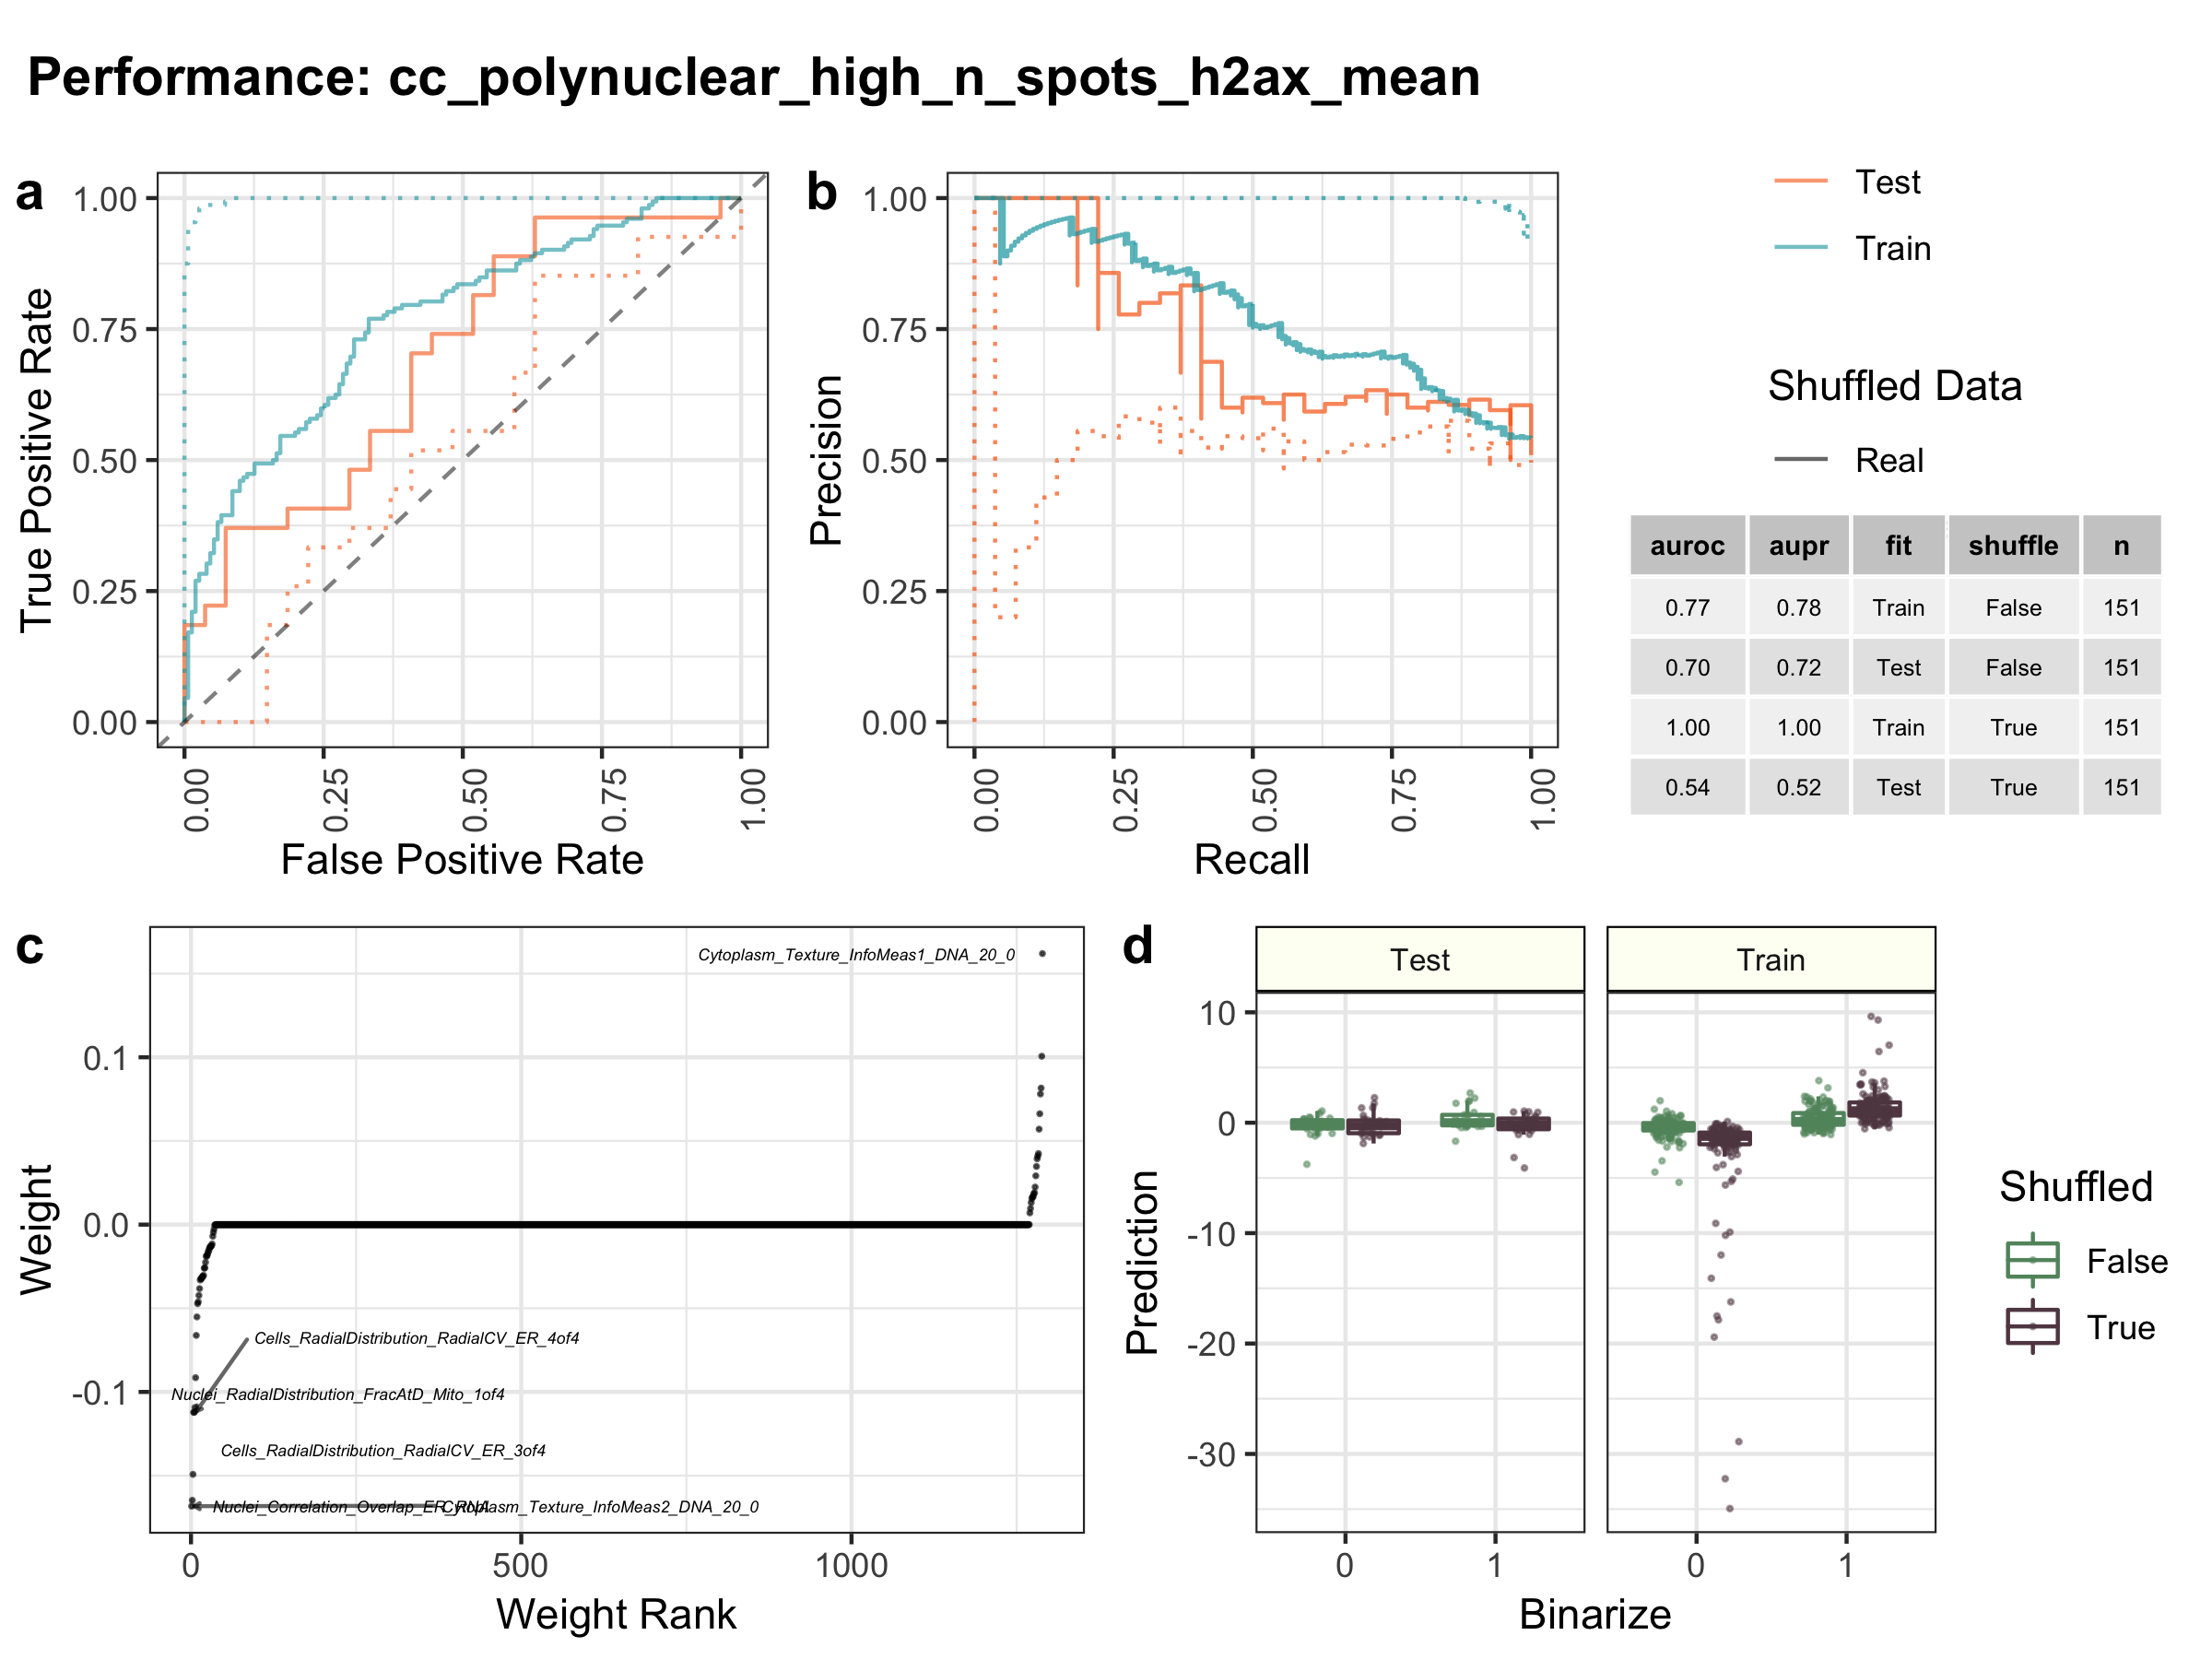 Performance: cc_polynuclear_high_n_spots_h2ax_mean
a
True Positive Rate
1.00
0.75
0.50
0.25
0.00
0.00
0.25
0.50
0.75
1.00
False Positive Rate
b
Precision
1.00
0.75
0.50
0.25
0.00
0.00
0.25
0.50
0.75
1.00
Recall
Test
Train
Shuffled Data
Real
auroc aupr fit shuffle n
0.77 0.78 Train False 151
0.70 0.72 Test False 151
1.00 1.00 Train True 151
0.54 0.52 Test True 151
c
Weight
0.1
0.0
-0.1
Cytoplasm_Texture_InfoMeas1_DNA_20_0
Cells_RadialDistribution_RadialCV_ER_4of4
Nuclei_RadialDistribution_FracAtD_Mito_1of4
Cells_RadialDistribution_RadialCV_ER_3of4
Nuclei_Correlation_Overlap_ER_RNA
Cytoplasm_Texture_InfoMeas2_DNA_20_0
0
500
1000
Weight Rank
d
Test
Train
Prediction
10
0
-10
-20
-30
0
1
0
1
Binarize
Shuffled
False
True